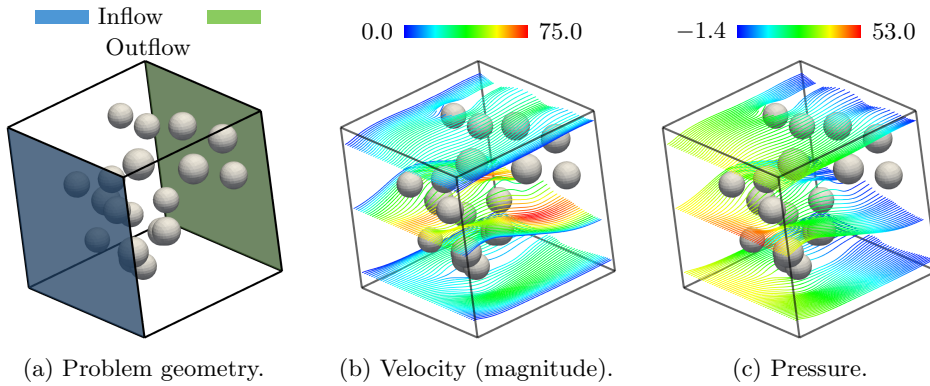 Inflow
Outflow
0.0 75.0
−1.4 53.0
(a) Problem geometry.
(b) Velocity (magnitude).
(c) Pressure.